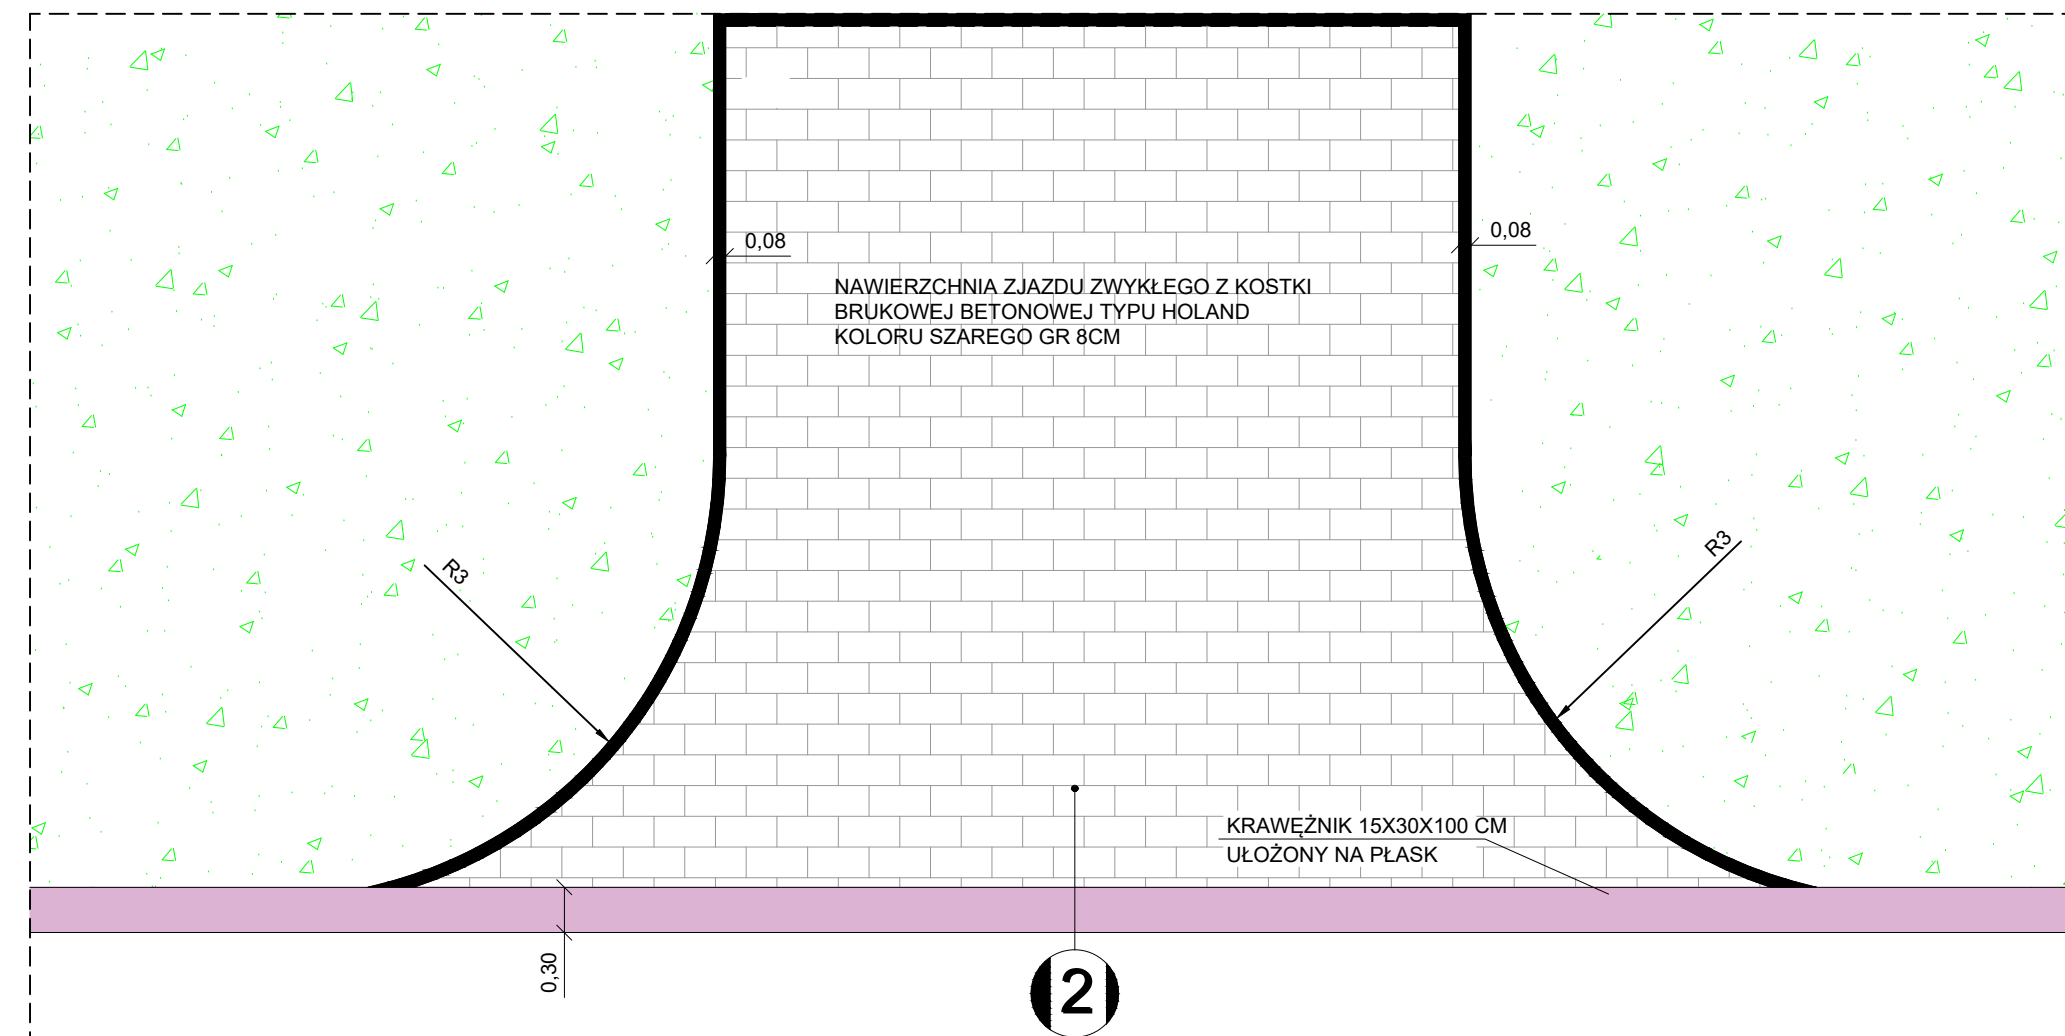 0,08
0,08
NAWIERZCHNIA ZJAZDU ZWYKŁEGO Z KOSTKI
BRUKOWEJ BETONOWEJ TYPU HOLAND
KOLORU SZAREGO GR 8CM
R3
R3
KRAWĘŻNIK 15X30X100 CM
UŁOŻONY NA PŁASK
0,30
2